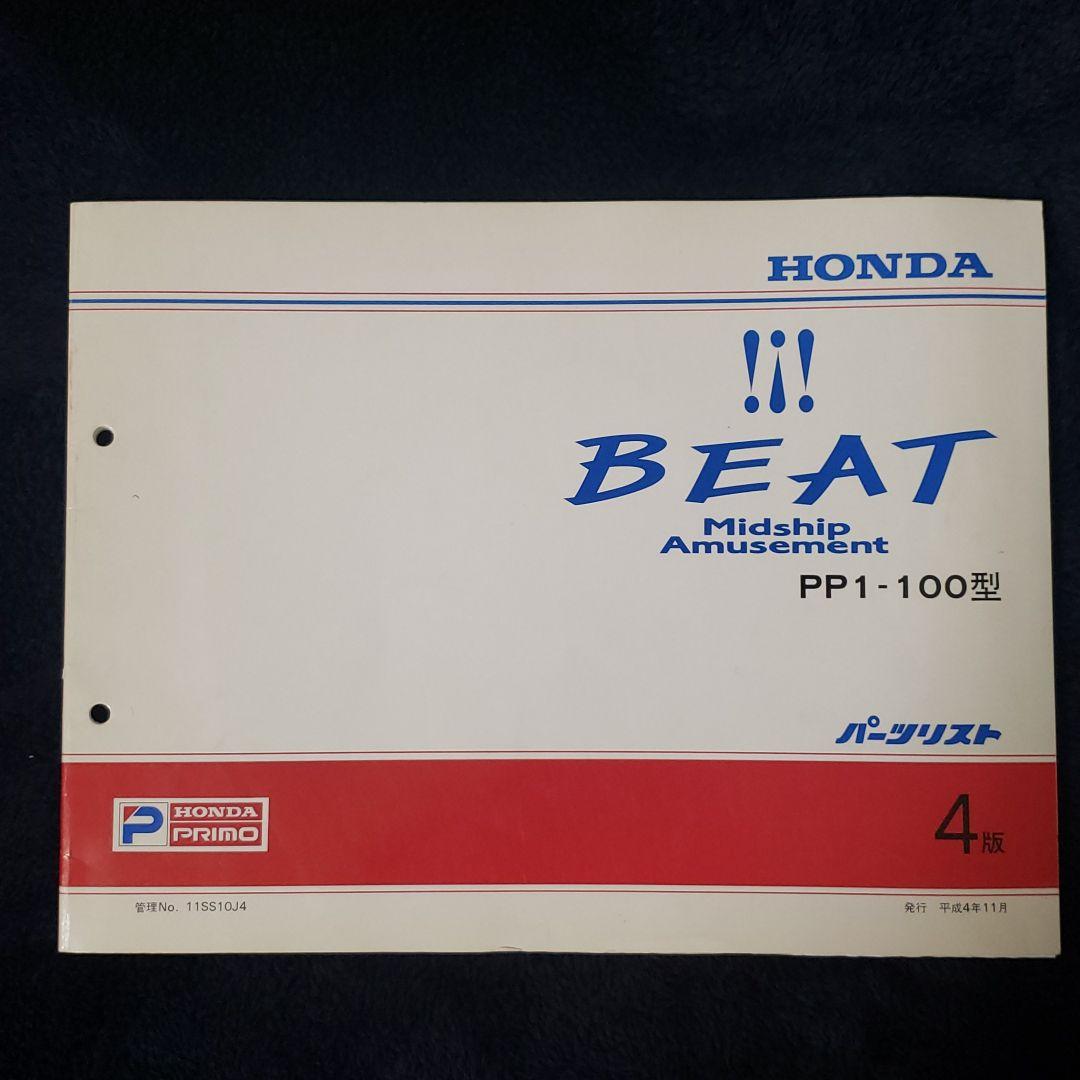 HONDA
!¡!
BEAT
Midship
Amusement
PP1-100型
パーツリスト
P HONDA
PRIMO
4版
管理No. 11SS10J4
発行 平成4年11月